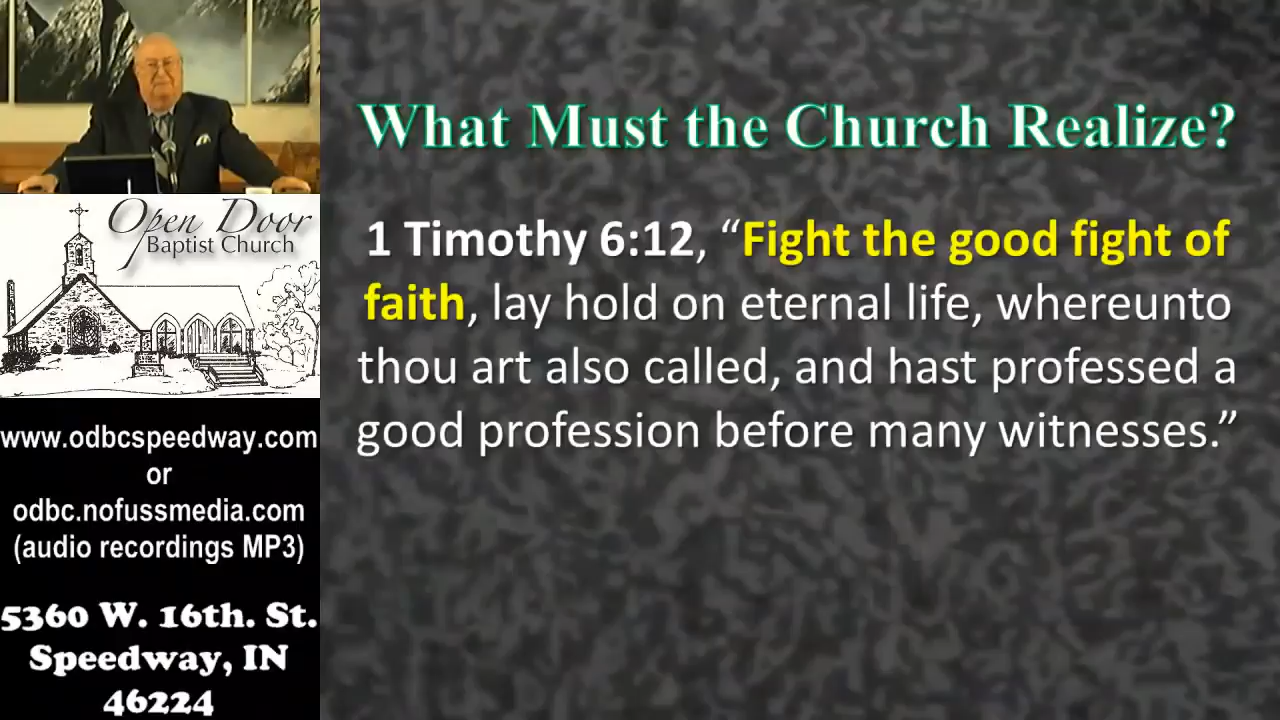 Open Door
Baptist Church
www.odbcspeedway.com
or
odbc.nofussmedia.com
(audio recordings MP3)
5360 W. 16th. St.
Speedway, IN
46224
What Must the Church Realize?
1 Timothy 6:12, “Fight the good fight of
faith, lay hold on eternal life, whereunto
thou art also called, and hast professed a
good profession before many witnesses.”